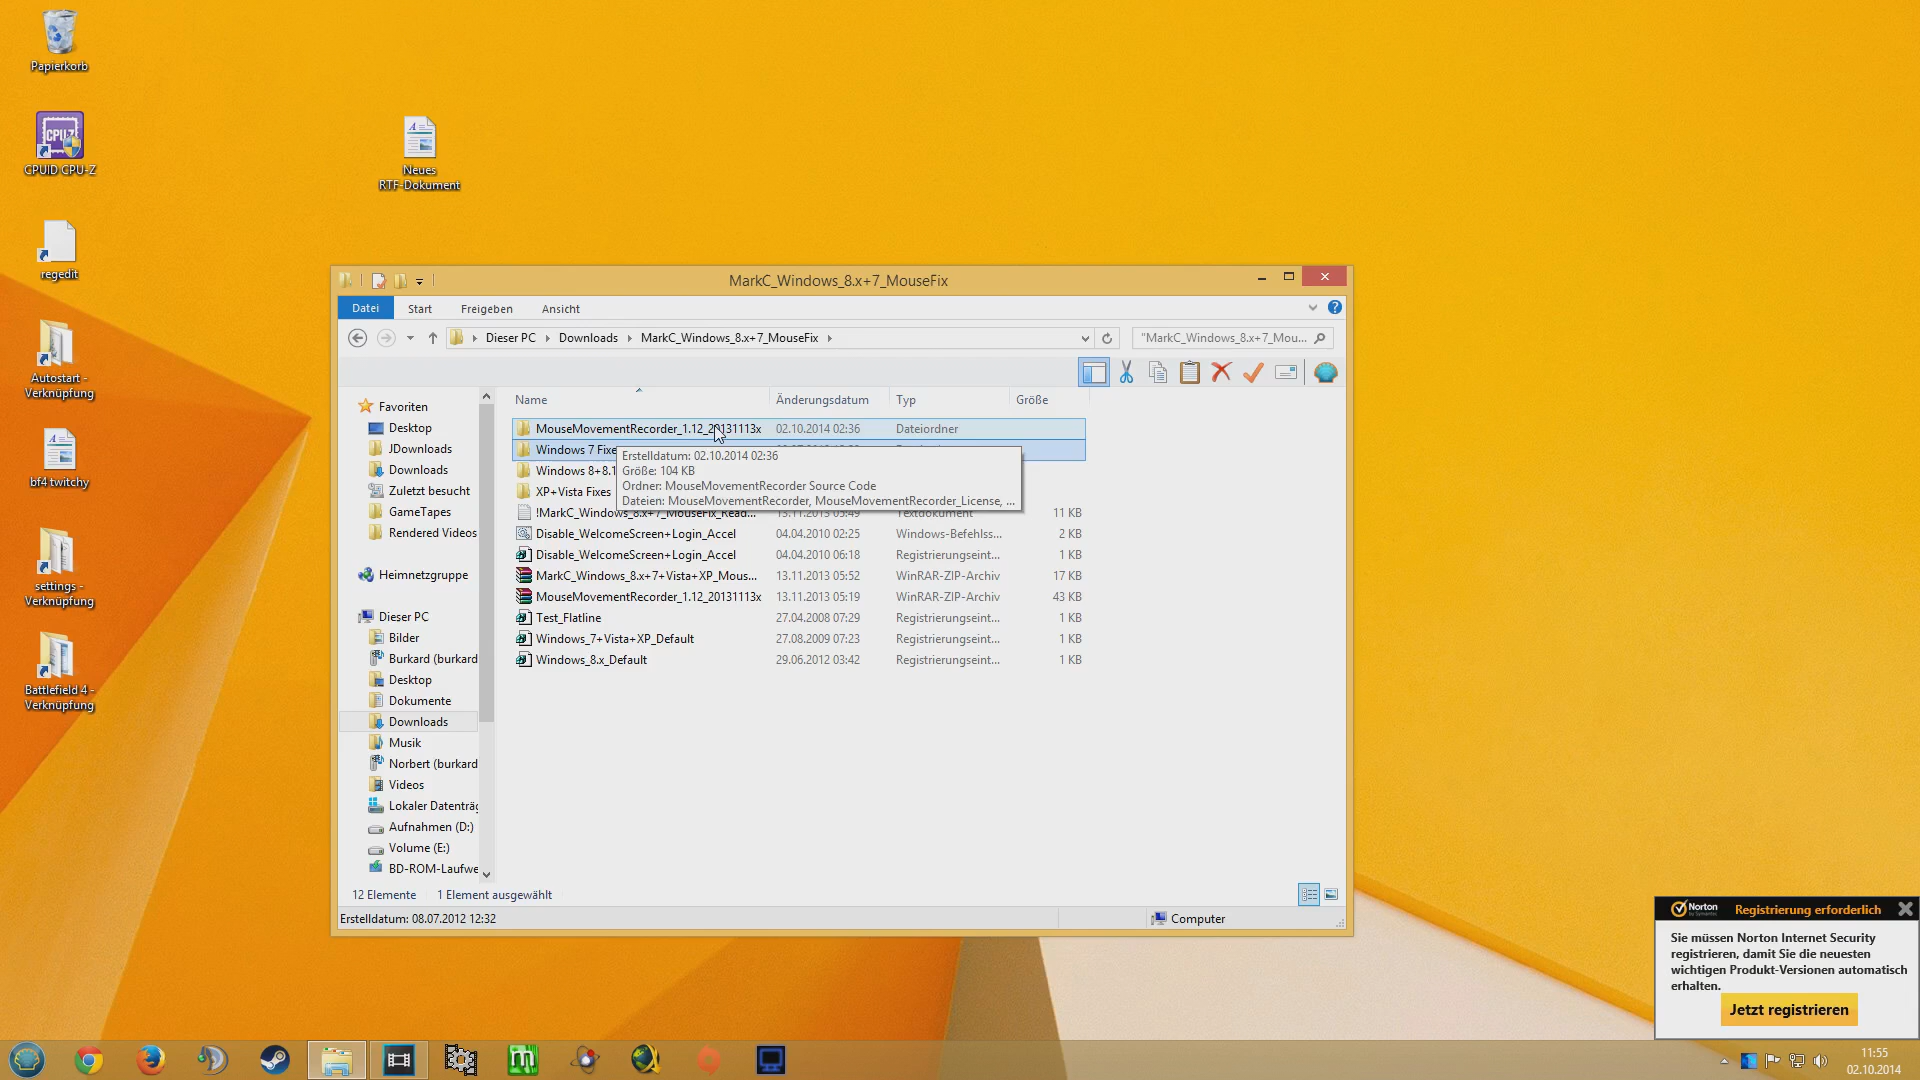 Papierkorb
CPUID CPU-Z
Neues
RTF-Dokument
regedit
Autostart -
Verknüpfung
bf4 twitchy
settings -
Verknüpfung
Battlefield 4 -
Verknüpfung
MarkC_Windows_8.x+7_MouseFix
Datei
Start
Freigeben
Ansicht
Dieser PC
Downloads
MarkC_Windows_8.x+7_MouseFix
"MarkC_Windows_8.x+7_Mou...
Name
Änderungsdatum
Typ
Größe
Favoriten
Desktop
JDownloads
Downloads
Zuletzt besucht
GameTapes
Rendered Videos
Heimnetzgruppe
Dieser PC
Bilder
Burkard (burkard
Desktop
Dokumente
Downloads
Musik
Norbert (burkard
Videos
Lokaler Datenträg
Aufnahmen (D:)
Volume (E:)
BD-ROM-Laufwe
MouseMovementRecorder_1.12_20131113x 02.10.2014 02:36 Dateiordner
Windows 7 Fixe
Windows 8+8.1
XP+Vista Fixes
Erstelldatum: 02.10.2014 02:36
Größe: 104 KB
Ordner: MouseMovementRecorder Source Code
Dateien: MouseMovementRecorder, MouseMovementRecorder_License, ...
!MarkC_Windows_8.x+7_MouseFix_Read... 13.11.2013 05:49 Textdokument 11 KB
Disable_WelcomeScreen+Login_Accel 04.04.2010 02:25 Windows-Befehlss... 2 KB
Disable_WelcomeScreen+Login_Accel 04.04.2010 06:18 Registrierungseint... 1 KB
MarkC_Windows_8.x+7+Vista+XP_Mous... 13.11.2013 05:52 WinRAR-ZIP-Archiv 17 KB
MouseMovementRecorder_1.12_20131113x 13.11.2013 05:19 WinRAR-ZIP-Archiv 43 KB
Test_Flatline 27.04.2008 07:29 Registrierungseint... 1 KB
Windows_7+Vista+XP_Default 27.08.2009 07:23 Registrierungseint... 1 KB
Windows_8.x_Default 29.06.2012 03:42 Registrierungseint... 1 KB
12 Elemente 1 Element ausgewählt
Erstelldatum: 08.07.2012 12:32
Computer
Norton
by Symantec
Registrierung erforderlich
Sie müssen Norton Internet Security
registrieren, damit Sie die neuesten
wichtigen Produkt-Versionen automatisch
erhalten.
Jetzt registrieren
11:55
02.10.2014